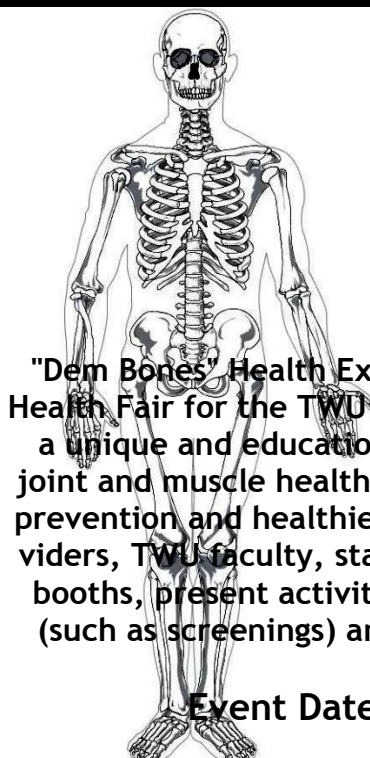 "Dem Bones" Health Ex
Health Fair for the TWU
a unique and educatio
joint and muscle health
prevention and healthie
viders, TWU faculty, sta
booths, present activit
(such as screenings) ar
Event Date